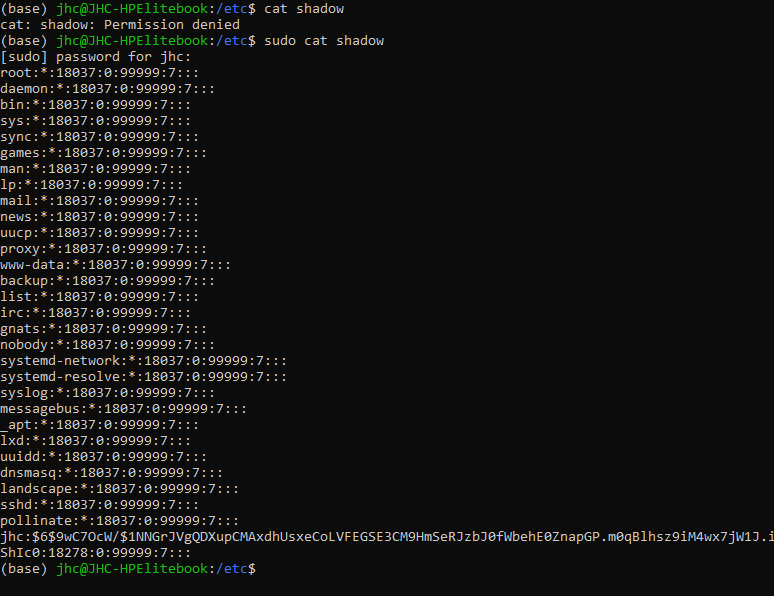 (base) jhc@JHC-HPElitebook:/etc$ cat shadow
cat: shadow: Permission denied
(base) jhc@JHC-HPElitebook:/etc$ sudo cat shadow
[sudo] password for jhc:
root:*:18037:0:99999:7:::
daemon:*:18037:0:99999:7:::
bin:*:18037:0:99999:7:::
sys:*:18037:0:99999:7:::
sync:*:18037:0:99999:7:::
games:*:18037:0:99999:7:::
man:*:18037:0:99999:7:::
lp:*:18037:0:99999:7:::
mail:*:18037:0:99999:7:::
news:*:18037:0:99999:7:::
uucp:*:18037:0:99999:7:::
proxy:*:18037:0:99999:7:::
www-data:*:18037:0:99999:7:::
backup:*:18037:0:99999:7:::
list:*:18037:0:99999:7:::
irc:*:18037:0:99999:7:::
gnats:*:18037:0:99999:7:::
nobody:*:18037:0:99999:7:::
systemd-network:*:18037:0:99999:7:::
systemd-resolve:*:18037:0:99999:7:::
syslog:*:18037:0:99999:7:::
messagebus:*:18037:0:99999:7:::
_apt:*:18037:0:99999:7:::
lxd:*:18037:0:99999:7:::
uuidd:*:18037:0:99999:7:::
dnsmasq:*:18037:0:99999:7:::
landscape:*:18037:0:99999:7:::
sshd:*:18037:0:99999:7:::
pollinate:*:18037:0:99999:7:::
jhc:$6$9wC7OcW/$1NNGrJVgQDXupCMAxdhUsxeCoLVFEGSE3CM9HmSeRJzbJ0fWbehE0ZnapGP.m0qBlhsz9iM4wx7jW1J.i
ShIc0:18278:0:99999:7:::
(base) jhc@JHC-HPElitebook:/etc$